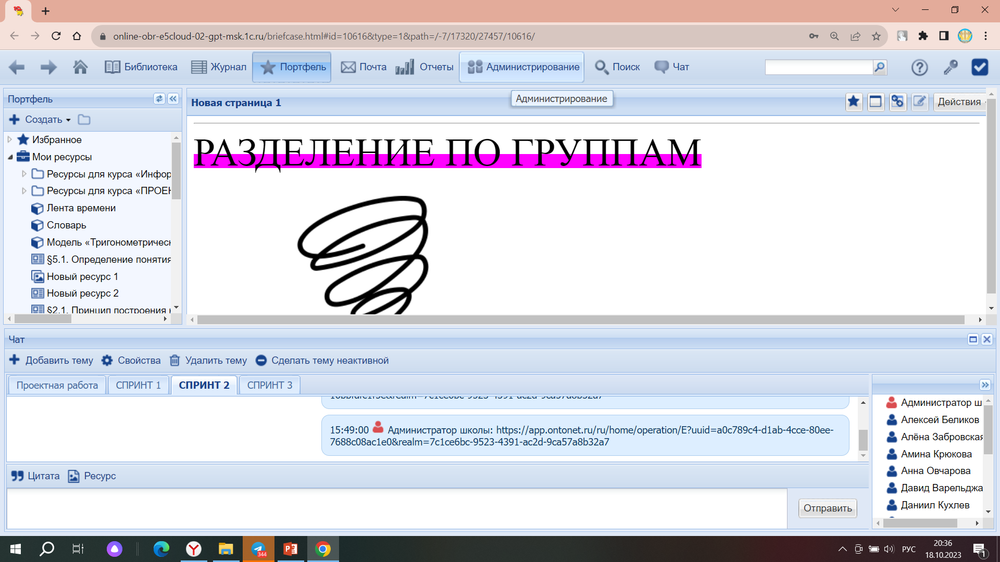 online-obr-e5cloud-02-gpt-msk.1c.ru/briefcase.html#id=10616&type=1&path=/-7/17320/27457/10616/
Библиотека Журнал Портфель Почта Отчеты Администрирование Поиск Чат
Портфель
Новая страница 1
Администрирование
Действия
Создать
Избранное
Мои ресурсы
Ресурсы для курса «Инфор
Ресурсы для курса «ПРОЕК
Лента времени
Словарь
Модель «Тригонометричесн
§5.1. Определение понятия
Новый ресурс 1
Новый ресурс 2
§2.1. Принцип построения
РАЗДЕЛЕНИЕ ПО ГРУППАМ
Чат
Добавить тему Свойства Удалить тему Сделать тему неактивной
Проектная работа СПРИНТ 1 СПРИНТ 2 СПРИНТ 3
15:49:00 Администратор школы: https://app.ontonet.ru/ru/home/operation/E?uuid=a0c789c4-d1ab-4cce-80ee-
7688c08ac1e0&realm=7c1ce6bc-9523-4391-ac2d-9ca57a8b32a7
Администратор ш
Алексей Беликов
Алёна Забровская
Амина Крюкова
Анна Овчарова
Давид Варельджа
Даниил Кухлев
Цитата Ресурс
Отправить
344
РУС
20:36
18.10.2023
1